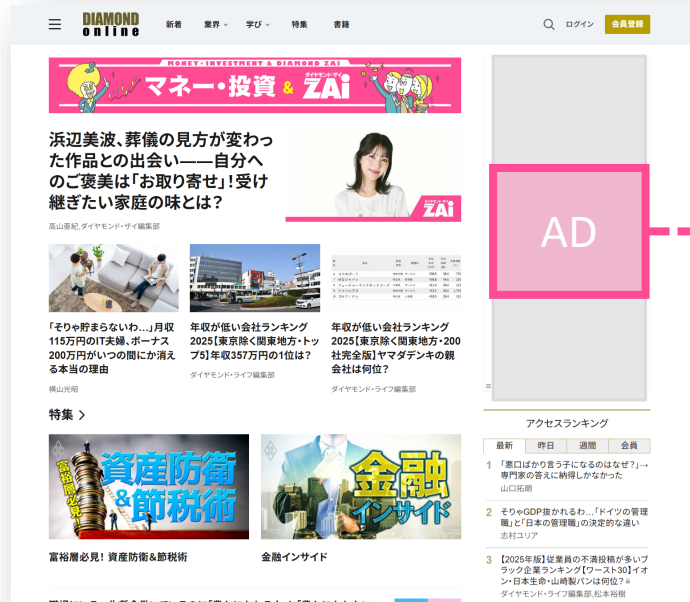 DIAMOND
online
新着
業界
学び
特集
書籍
ログイン
会員登録
MONEY・INVESTMENT & DIAMOND ZAI
マネー・投資 &
ダイヤモンド・ザイ
ZAi
浜辺美波、葬儀の見方が変わっ
た作品との出会い――自分へ
のご褒美は「お取り寄せ」!受け
継ぎたい家庭の味とは?
高山亜紀,ダイヤモンド・ザイ編集部
ZAi
AD
「そりゃ貯まらないわ…」月収
115万円のIT夫婦、ボーナス
200万円がいつの間にか消え
る本当の理由
横山光昭
年収が低い会社ランキング
2025【東京除く関東地方・トッ
プ5】年収357万円の1位は?
ダイヤモンド・ライフ編集部
年収が低い会社ランキング
2025【東京除く関東地方・200
社完全版】ヤマダデンキの親
会社は何位?
ダイヤモンド・ライフ編集部
特集
富裕層必見!
資産防衛
&節税術
富裕層必見! 資産防衛&節税術
金融
インサイド
金融インサイド
アクセスランキング
最新
昨日
週間
会員
1
「悪口ばかり言う子になるのはなぜ?」→
専門家の答えに納得しかなかった
山口拓朗
2
そりゃGDP抜かれるわ…「ドイツの管理
職」と「日本の管理職」の決定的な違い
志村ユリア
3
【2025年版】従業員の不満投稿が多いブ
ラック企業ランキング【ワースト30】イオ
ン・日本生命・山崎製パンは何位?
ダイヤモンド・ライフ編集部,松本裕樹